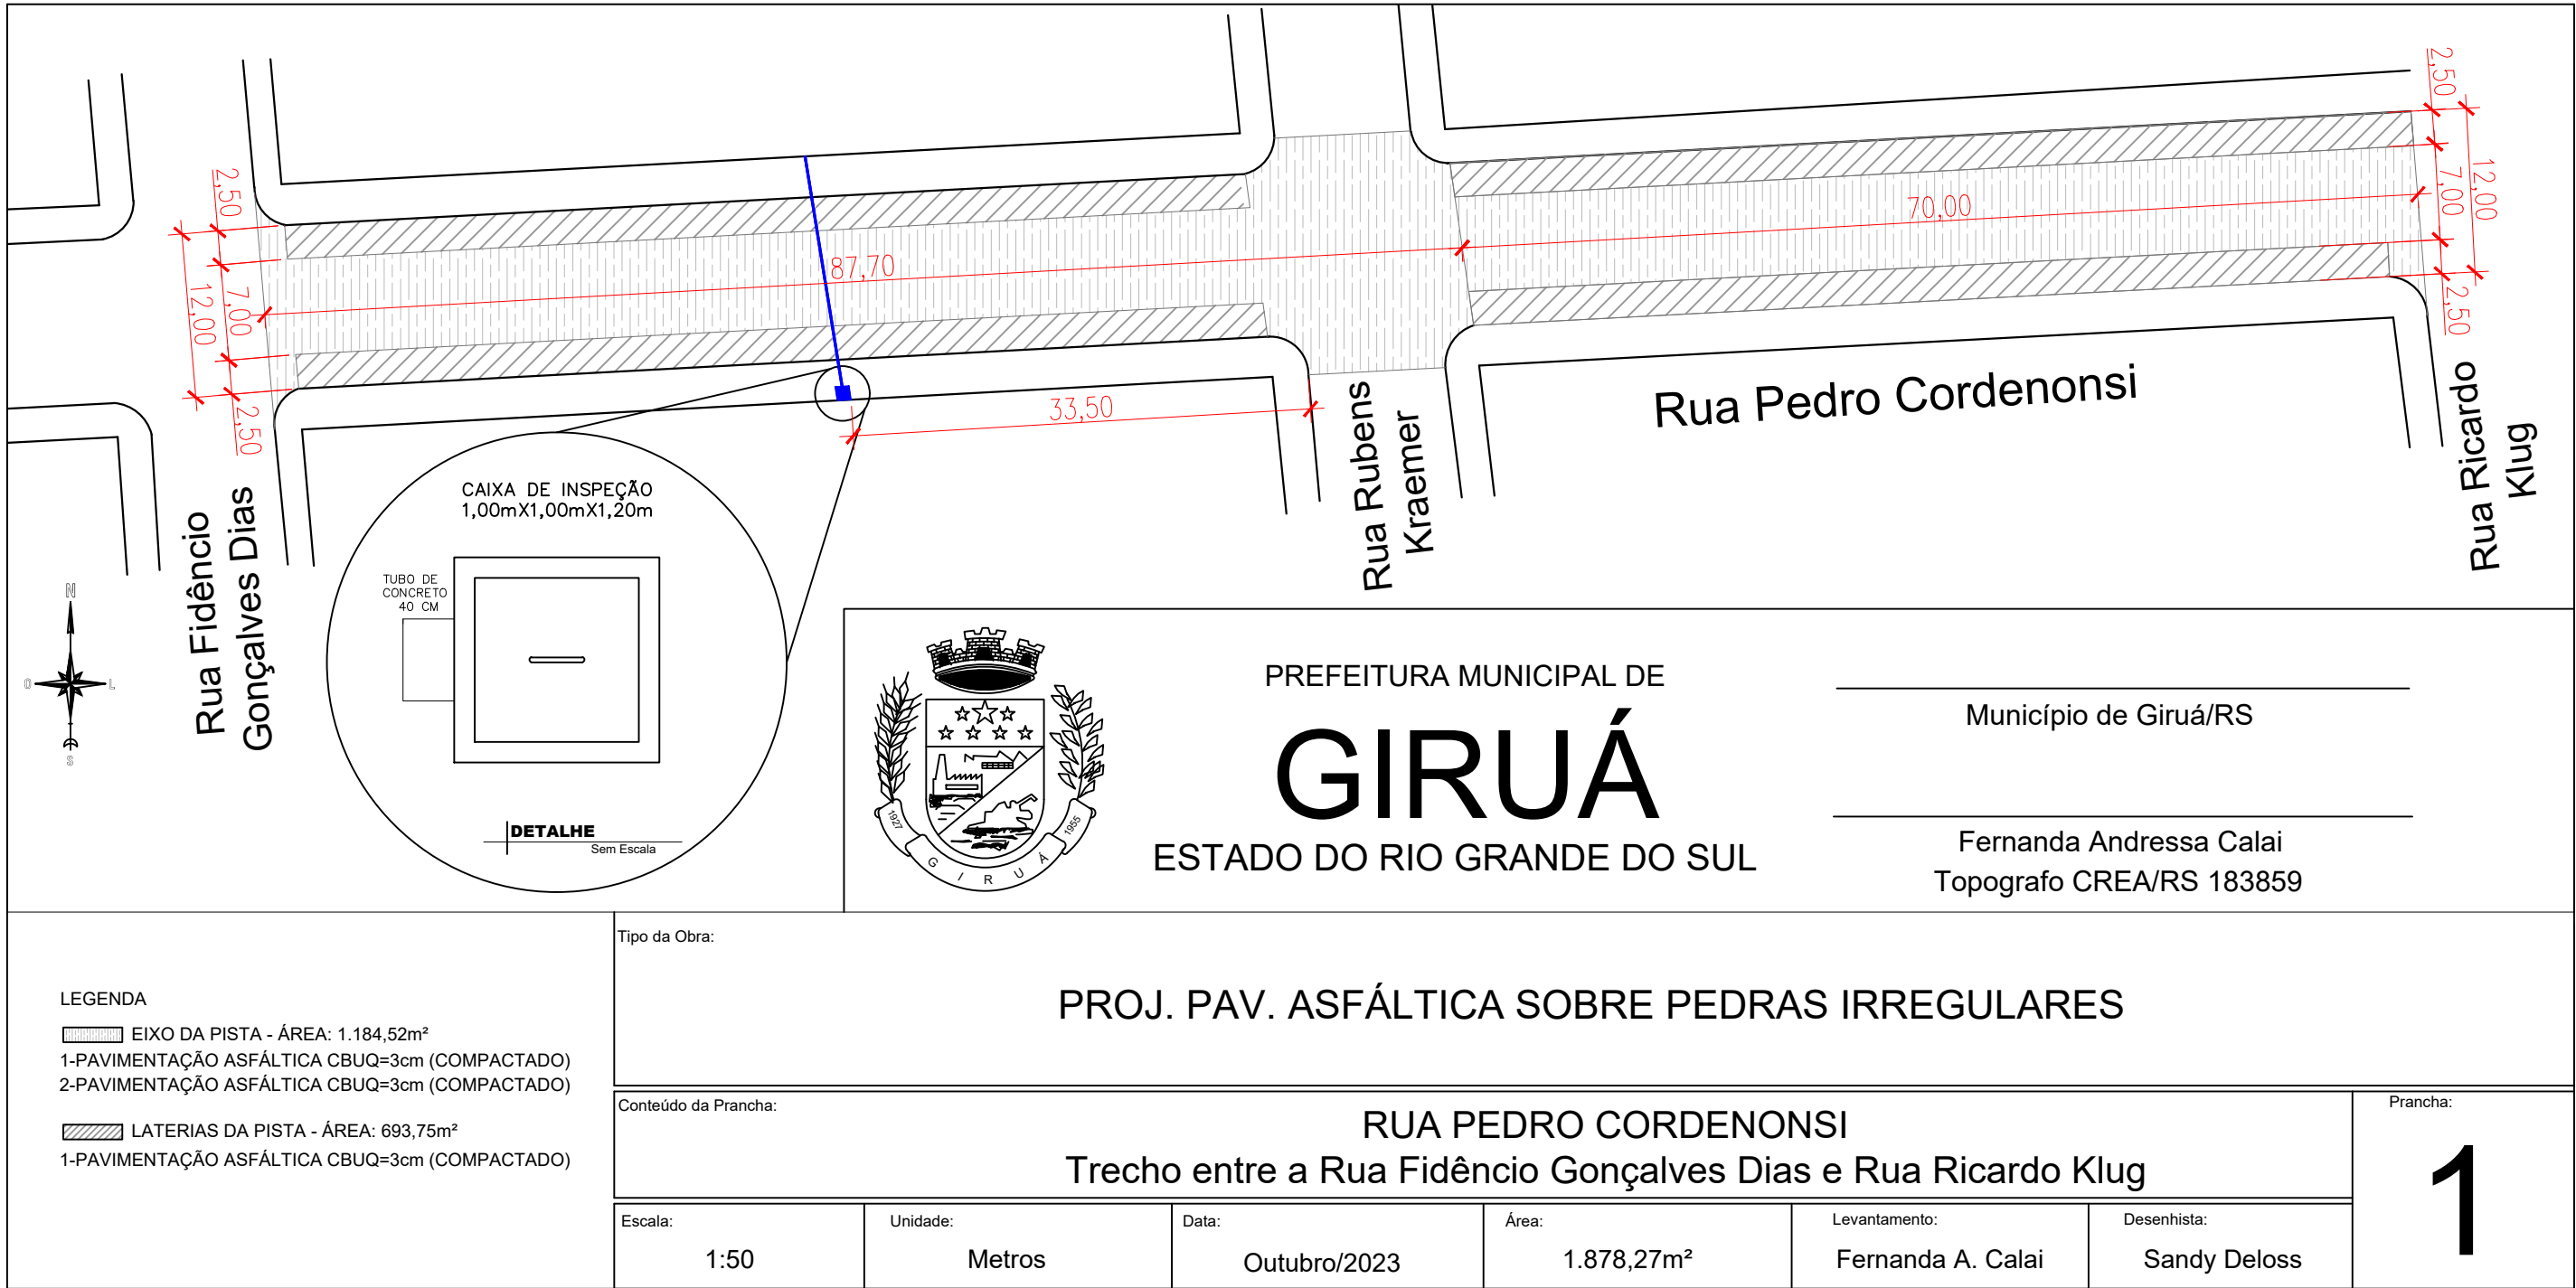 2,50
12,00
7,00
2,50
87,70
33,50
70,00
2,50
12,00
7,00
2,50
Rua Fidêncio
Gonçalves Dias
Rua Rubens
Kraemer
Rua Pedro Cordenonsi
Rua Ricardo
Klug
CAIXA DE INSPEÇÃO
1,00mX1,00mX1,20m
TUBO DE
CONCRETO
40 CM
DETALHE
Sem Escala
N
O
L
S
1927
GIRUÁ
1955
PREFEITURA MUNICIPAL DE
GIRUÁ
ESTADO DO RIO GRANDE DO SUL
Município de Giruá/RS
Fernanda Andressa Calai
Topografo CREA/RS 183859
LEGENDA
EIXO DA PISTA - ÁREA: 1.184,52m²
1-PAVIMENTAÇÃO ASFÁLTICA CBUQ=3cm (COMPACTADO)
2-PAVIMENTAÇÃO ASFÁLTICA CBUQ=3cm (COMPACTADO)
LATERIAS DA PISTA - ÁREA: 693,75m²
1-PAVIMENTAÇÃO ASFÁLTICA CBUQ=3cm (COMPACTADO)
Tipo da Obra:
PROJ. PAV. ASFÁLTICA SOBRE PEDRAS IRREGULARES
Conteúdo da Prancha:
RUA PEDRO CORDENONSI
Trecho entre a Rua Fidêncio Gonçalves Dias e Rua Ricardo Klug
Prancha:
1
Escala:
1:50
Unidade:
Metros
Data:
Outubro/2023
Área:
1.878,27m²
Levantamento:
Fernanda A. Calai
Desenhista:
Sandy Deloss